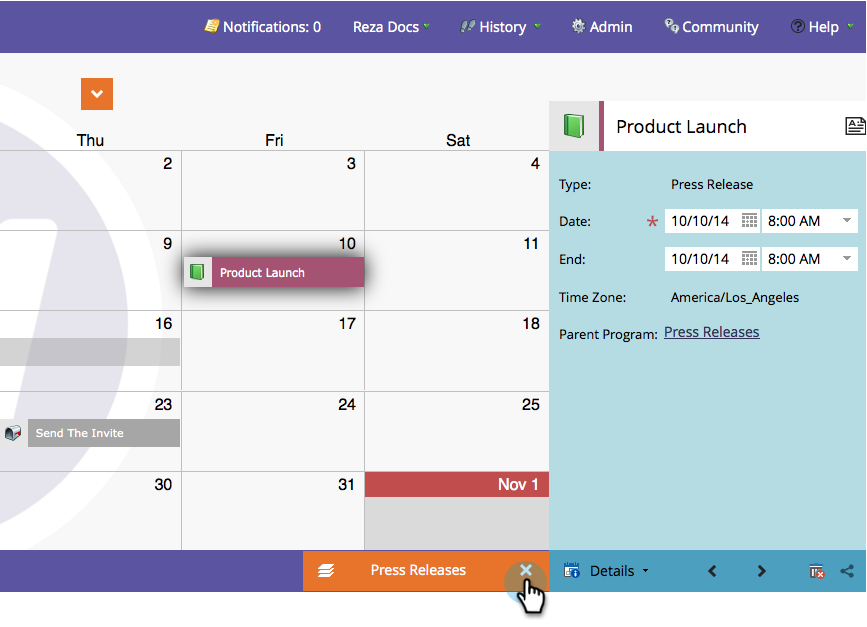 Notifications: 0 Reza Docs History Admin Community Help
Product Launch
Thu Fri Sat
2 3 4
Type: Press Release
Date: * 10/10/14 8:00 AM
9 10 11
End: 10/10/14 8:00 AM
Product Launch
Time Zone: America/Los_Angeles
16 17 18
Parent Program: Press Releases
23 24 25
Send The Invite
30 31 Nov 1
Press Releases Details